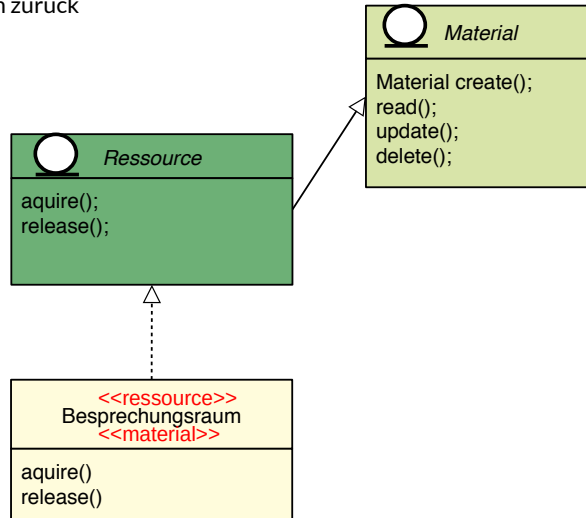 zurück
Material
Material create();
read();
update();
delete();
Ressource
aquire();
release();
<<ressource>>
Besprechungsraum
<<material>>
aquire()
release()